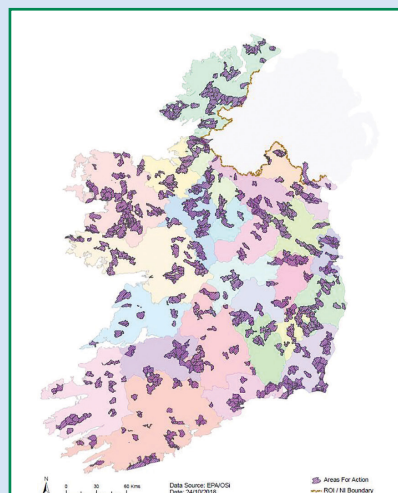 N
0 30 60 Kms
Data Source: EPA/OSi
Date: 24/10/2018
Areas For Action
ROI / NI Boundary